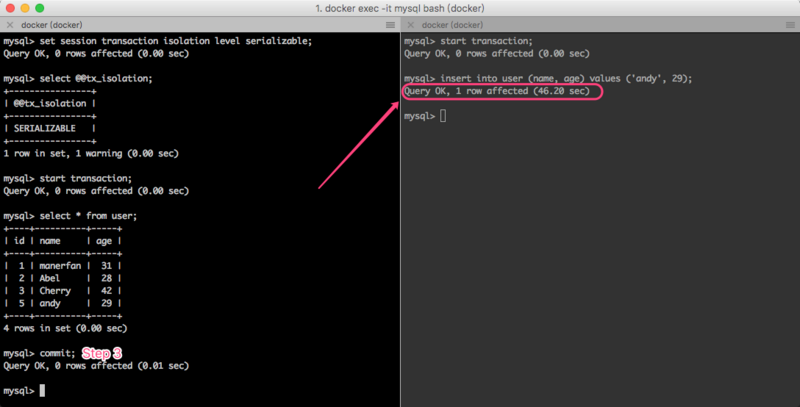 1. docker exec -it mysql bash (docker)
docker (docker)
mysql> set session transaction isolation level serializable;
Query OK, 0 rows affected (0.00 sec)
mysql> select @@tx_isolation;
+----------------+
| @@tx_isolation |
+----------------+
| SERIALIZABLE   |
+----------------+
1 row in set, 1 warning (0.00 sec)
mysql> start transaction;
Query OK, 0 rows affected (0.00 sec)
mysql> select * from user;
+----+----------+-----+
| id | name     | age |
+----+----------+-----+
|  1 | manerfan |  31 |
|  2 | Abel     |  28 |
|  3 | Cherry   |  42 |
|  5 | andy     |  29 |
+----+----------+-----+
4 rows in set (0.00 sec)
mysql> commit; Step 3
Query OK, 0 rows affected (0.01 sec)
mysql>
docker (docker)
mysql> start transaction;
Query OK, 0 rows affected (0.00 sec)
mysql> insert into user (name, age) values ('andy', 29);
Query OK, 1 row affected (46.20 sec)
mysql>